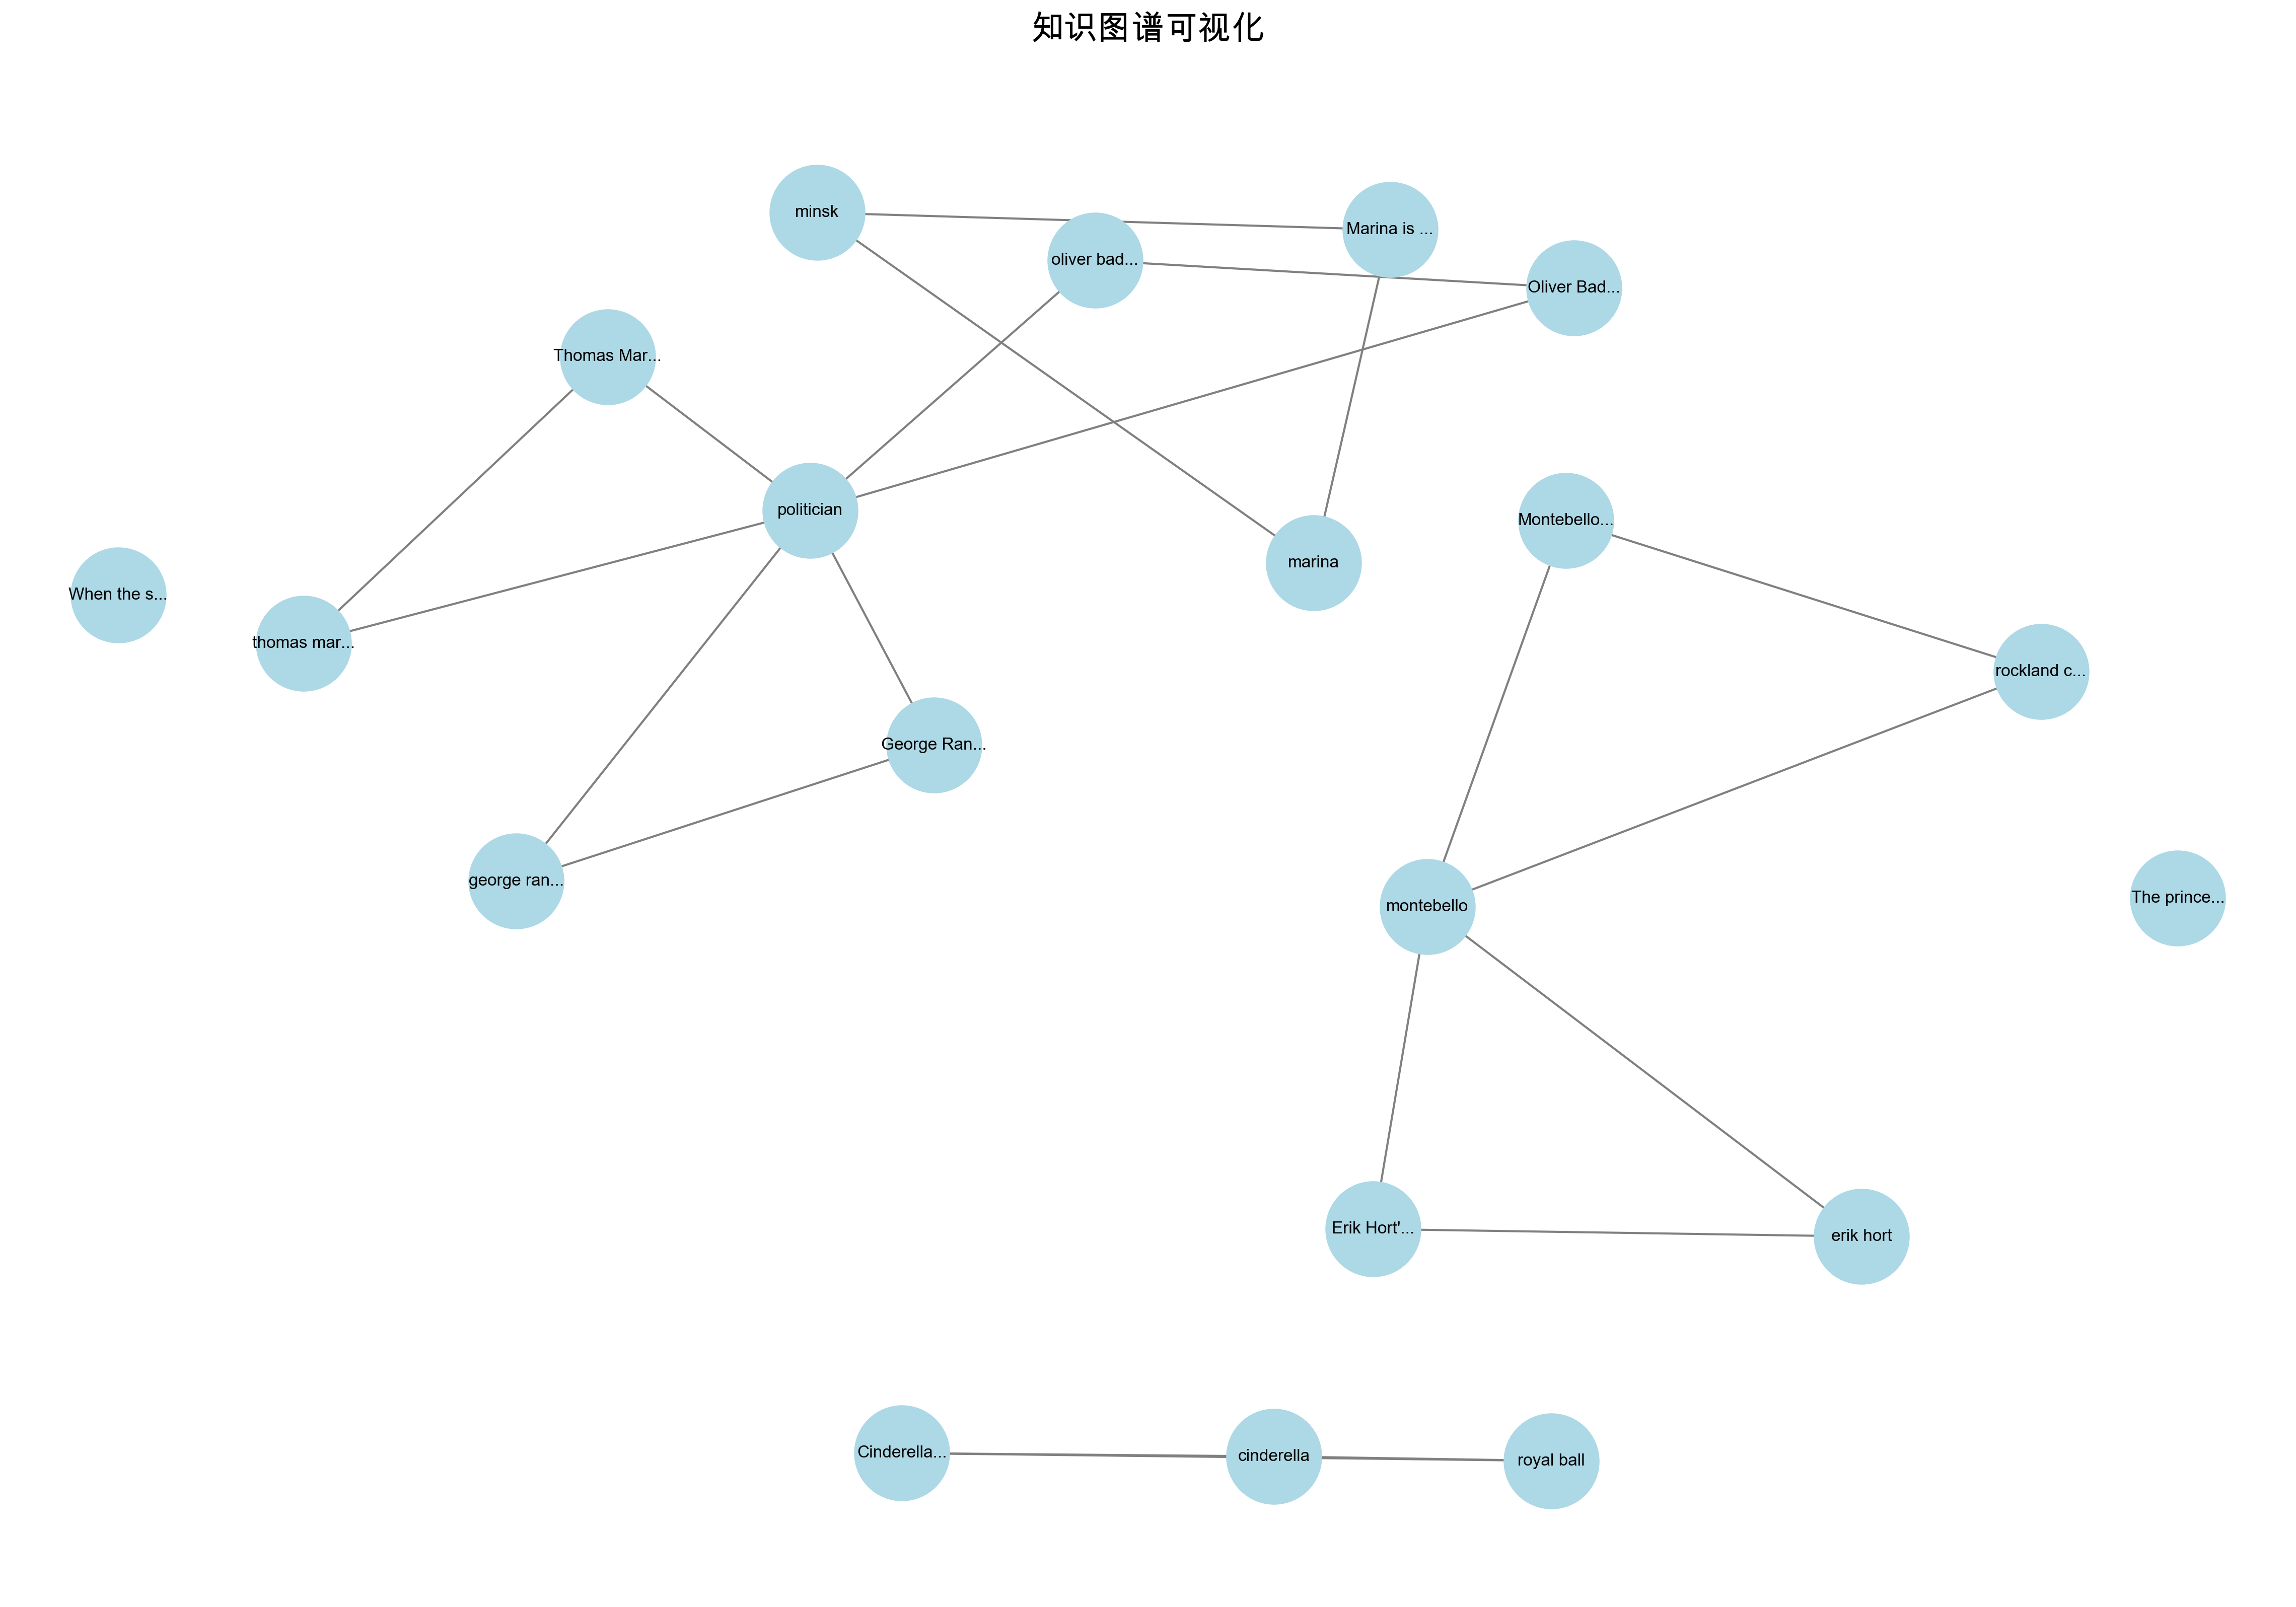 知识图谱可视化
minsk
Marina is ...
oliver bad...
Oliver Bad...
Thomas Mar...
politician
Montebello...
marina
When the s...
thomas mar...
rockland c...
George Ran...
george ran...
montebello
The prince...
Erik Hort'...
erik hort
Cinderella...
cinderella
royal ball